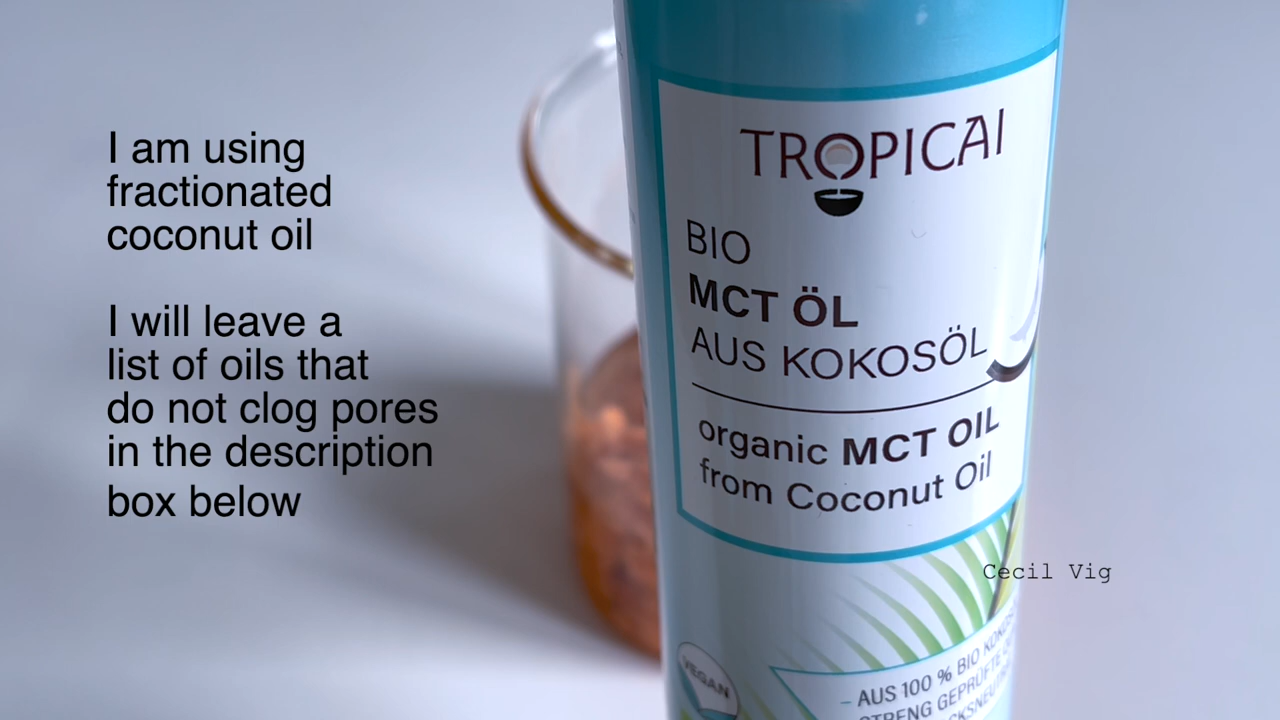 I am using
fractionated
coconut oil
I will leave a
list of oils that
do not clog pores
in the description
box below
TROPICAI
BIO
MCT ÖL
AUS KOKOSÖL
organic MCT OIL
from Coconut Oil
Cecil Vig
VEGAN
– AUS 100 % BIO
GEPRÜFTE